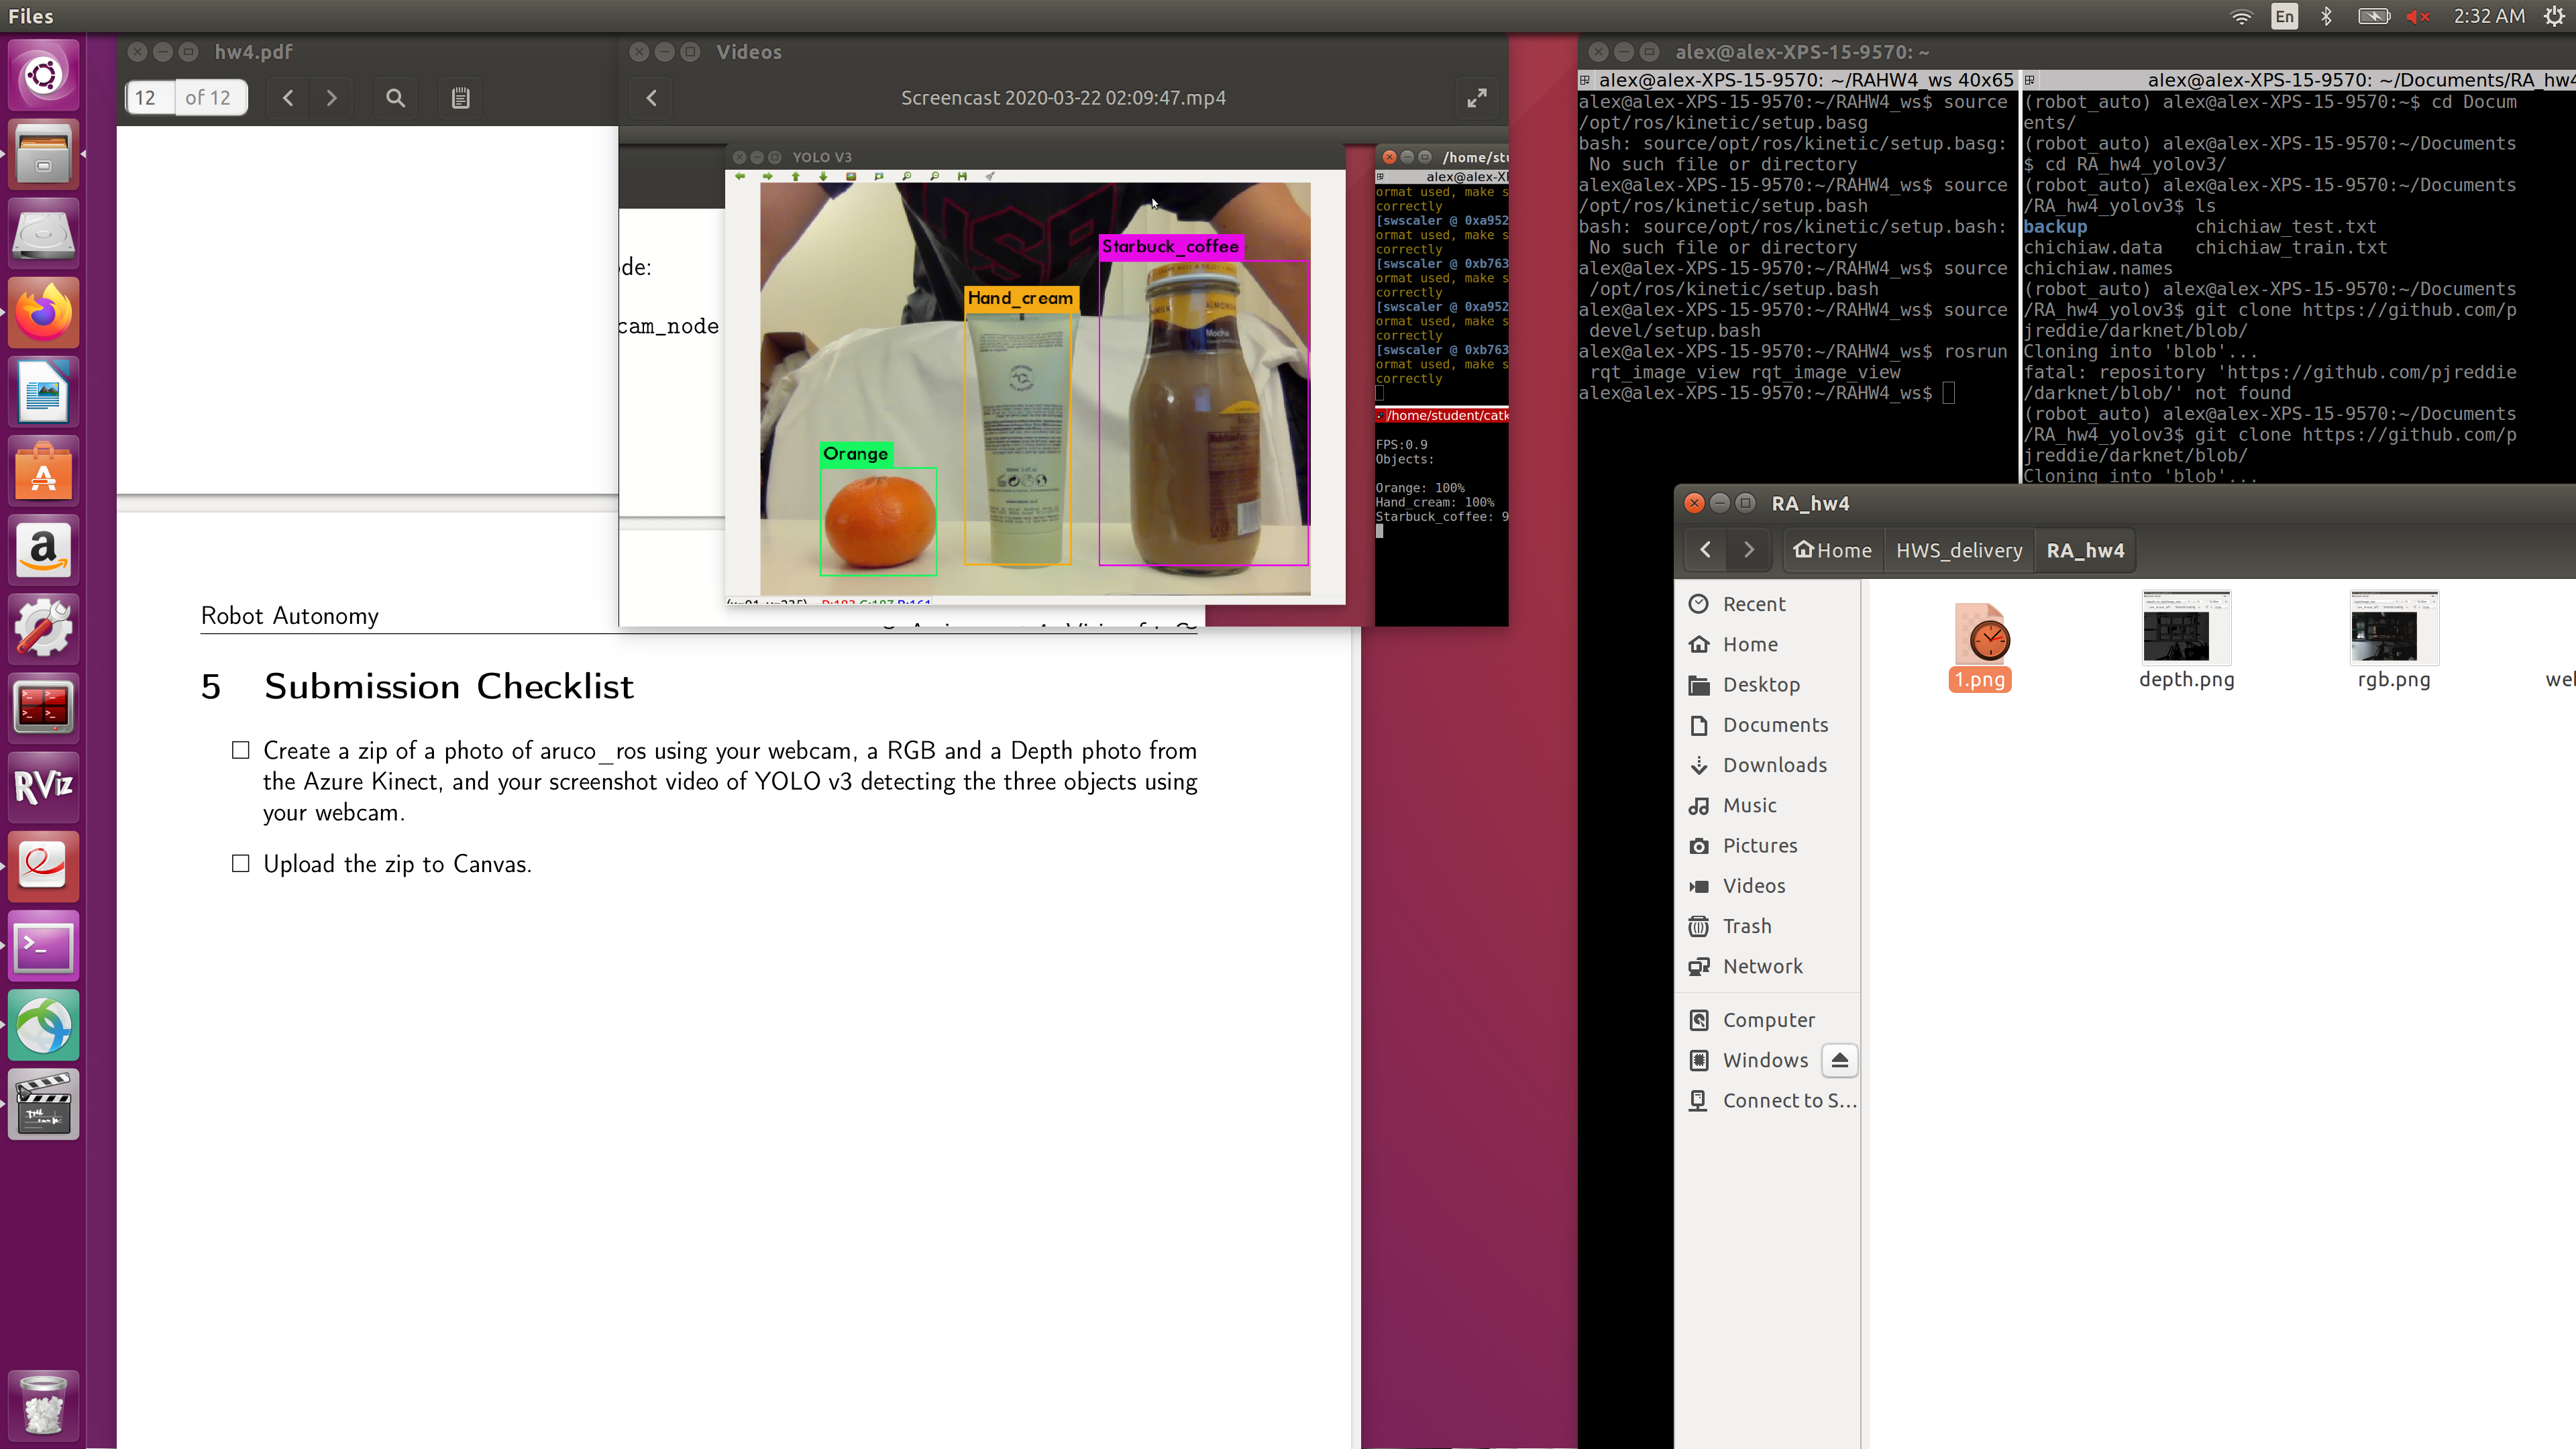 Files
En
2:32 AM
hw4.pdf
12 of 12
ode:
cam_node
Robot Autonomy
5 Submission Checklist
Create a zip of a photo of aruco_ros using your webcam, a RGB and a Depth photo from
the Azure Kinect, and your screenshot video of YOLO v3 detecting the three objects using
your webcam.
Upload the zip to Canvas.
Videos
Screencast 2020-03-22 02:09:47.mp4
YOLO V3
Starbuck_coffee
Hand_cream
Orange
Mocha
/home/stu
alex@alex-XP
ormat used, make s
correctly
[swscaler @ 0xa952
ormat used, make s
correctly
[swscaler @ 0xb763
ormat used, make s
correctly
[swscaler @ 0xa952
ormat used, make s
correctly
[swscaler @ 0xb763
ormat used, make s
correctly
/home/student/catk
FPS:0.9
Objects:
Orange: 100%
Hand_cream: 100%
Starbuck_coffee: 9
alex@alex-XPS-15-9570: ~
alex@alex-XPS-15-9570: ~/RAHW4_ws 40x65
alex@alex-XPS-15-9570:~/RAHW4_ws$ source
/opt/ros/kinetic/setup.basg
bash: source/opt/ros/kinetic/setup.basg:
No such file or directory
alex@alex-XPS-15-9570:~/RAHW4_ws$ source
/opt/ros/kinetic/setup.bash
bash: source/opt/ros/kinetic/setup.bash:
No such file or directory
alex@alex-XPS-15-9570:~/RAHW4_ws$ source
/opt/ros/kinetic/setup.bash
alex@alex-XPS-15-9570:~/RAHW4_ws$ source
devel/setup.bash
alex@alex-XPS-15-9570:~/RAHW4_ws$ rosrun
rqt_image_view rqt_image_view
alex@alex-XPS-15-9570:~/RAHW4_ws$
alex@alex-XPS-15-9570: ~/Documents/RA_hw4
(robot_auto) alex@alex-XPS-15-9570:~$ cd Docum
ents/
(robot_auto) alex@alex-XPS-15-9570:~/Documents
$ cd RA_hw4_yolov3/
(robot_auto) alex@alex-XPS-15-9570:~/Documents
/RA_hw4_yolov3$ ls
backup chichiaw_test.txt
chichiaw.data chichiaw_train.txt
chichiaw.names
(robot_auto) alex@alex-XPS-15-9570:~/Documents
/RA_hw4_yolov3$ git clone https://github.com/p
jreddie/darknet/blob/
Cloning into 'blob'...
fatal: repository 'https://github.com/pjreddie
/darknet/blob/' not found
(robot_auto) alex@alex-XPS-15-9570:~/Documents
/RA_hw4_yolov3$ git clone https://github.com/p
jreddie/darknet/blob/
Cloning into 'blob'...
RA_hw4
Home HWS_delivery RA_hw4
Recent
Home
Desktop
Documents
Downloads
Music
Pictures
Videos
Trash
Network
Computer
Windows
Connect to S...
1.png
depth.png
rgb.png
wel
RViz